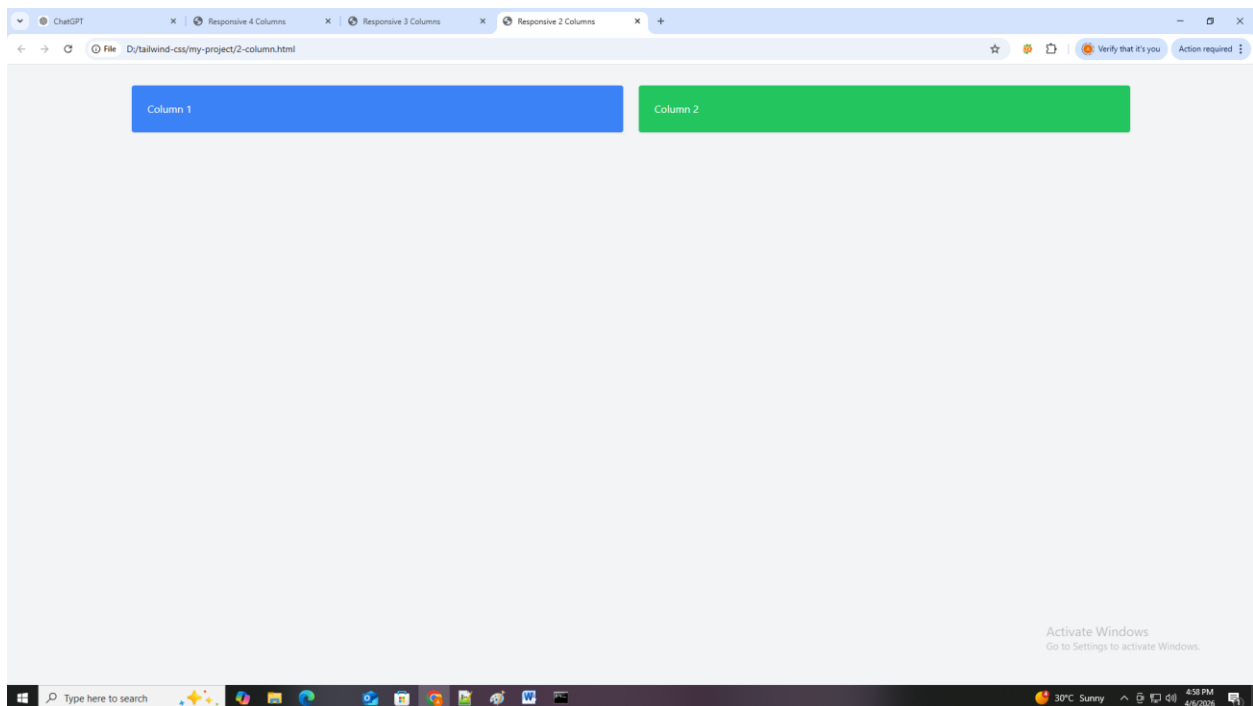 ChatGPT
Responsive 4 Columns
Responsive 3 Columns
Responsive 2 Columns
File D:/tailwind-css/my-project/2-column.html
Verify that it's you
Action required
Column 1
Column 2
Activate Windows
Go to Settings to activate Windows.
Type here to search
30°C Sunny
4:58 PM
4/6/2026